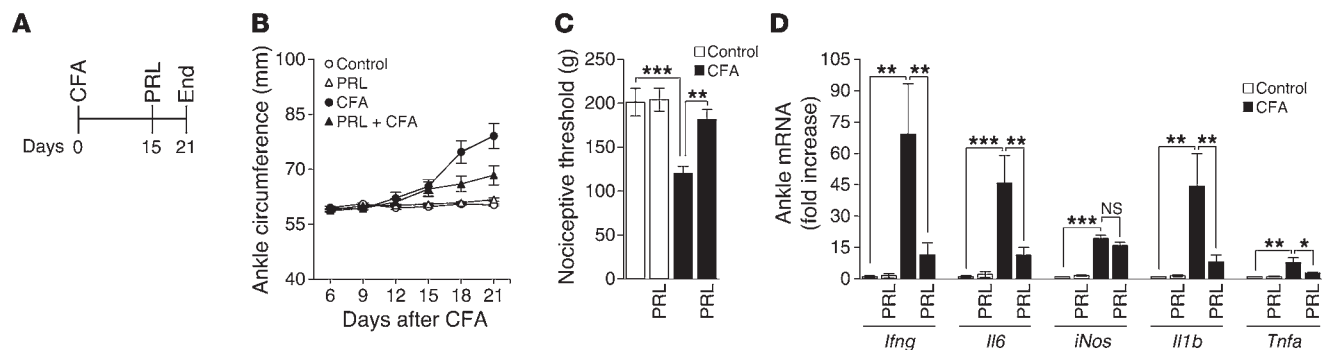 A
CFA
PRL
End
Days 0 15 21
B
Ankle circumference (mm)
100
85
70
55
40
Control
PRL
CFA
PRL + CFA
6 9 12 15 18 21
Days after CFA
C
Nociceptive threshold (g)
250
200
150
100
50
0
Control
CFA
***
**
PRL
PRL
D
Ankle mRNA
(fold increase)
105
90
75
60
45
30
15
0
Control
CFA
** **
*** **
*** NS
** **
** *
PRL PRL PRL PRL PRL PRL PRL PRL PRL PRL
Ifng Il6 iNos Il1b Tnfa